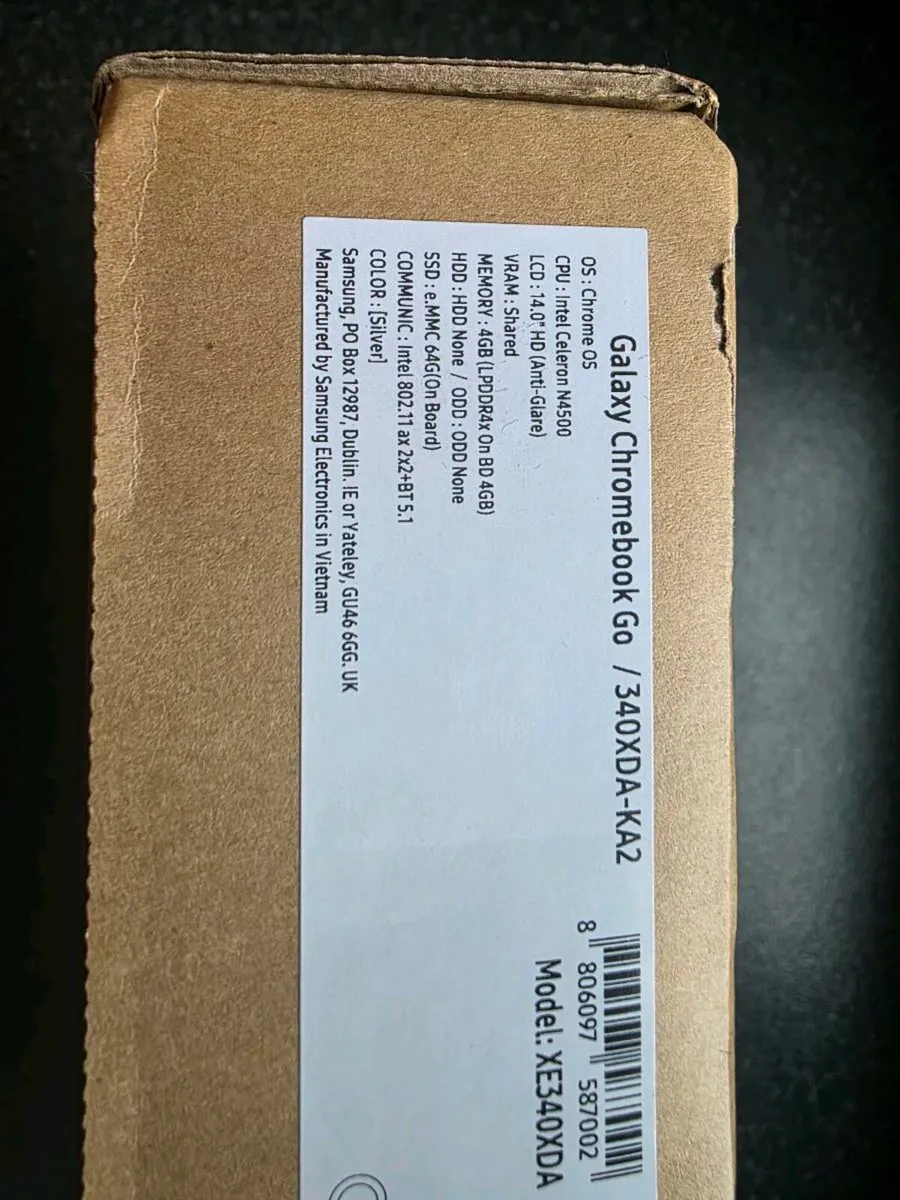 Galaxy Chromebook Go / 340XDA-KA2
OS : Chrome OS
CPU : Intel Celeron N4500
LCD : 14.0" HD (Anti-Glare)
VRAM : Shared
MEMORY : 4GB (LPDDR4x On BD 4GB)
HDD : HDD None / ODD : ODD None
SSD : e.MMC 64G(On Board)
COMMUNIC : Intel 802.11 ax 2x2+BT5.1
COLOR : [Silver]
Samsung, PO Box 12987, Dublin. IE or Yateley, GU46 6GG. UK
Manufactured by Samsung Electronics in Vietnam
8 806097 587002
Model: XE340XDA